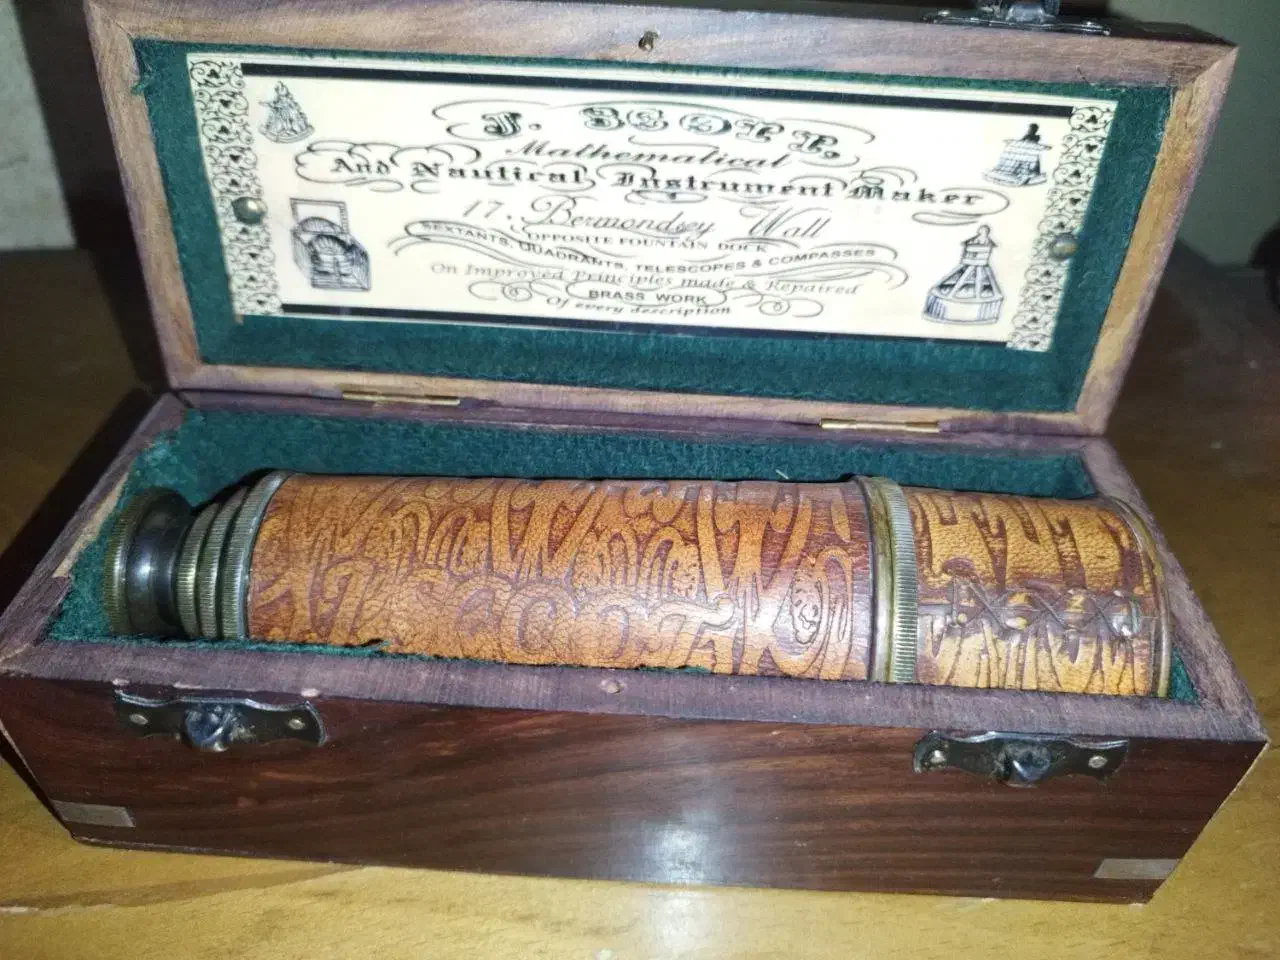 J. SCOTT,
Mathematical
And Nautical Instrument Maker
17. Bermondsey Wall
OPPOSITE FOUNTAIN DOCK
SEXTANTS, QUADRANTS, TELESCOPES & COMPASSES
On Improved Principles made & Repaired
BRASS WORK
Of every description